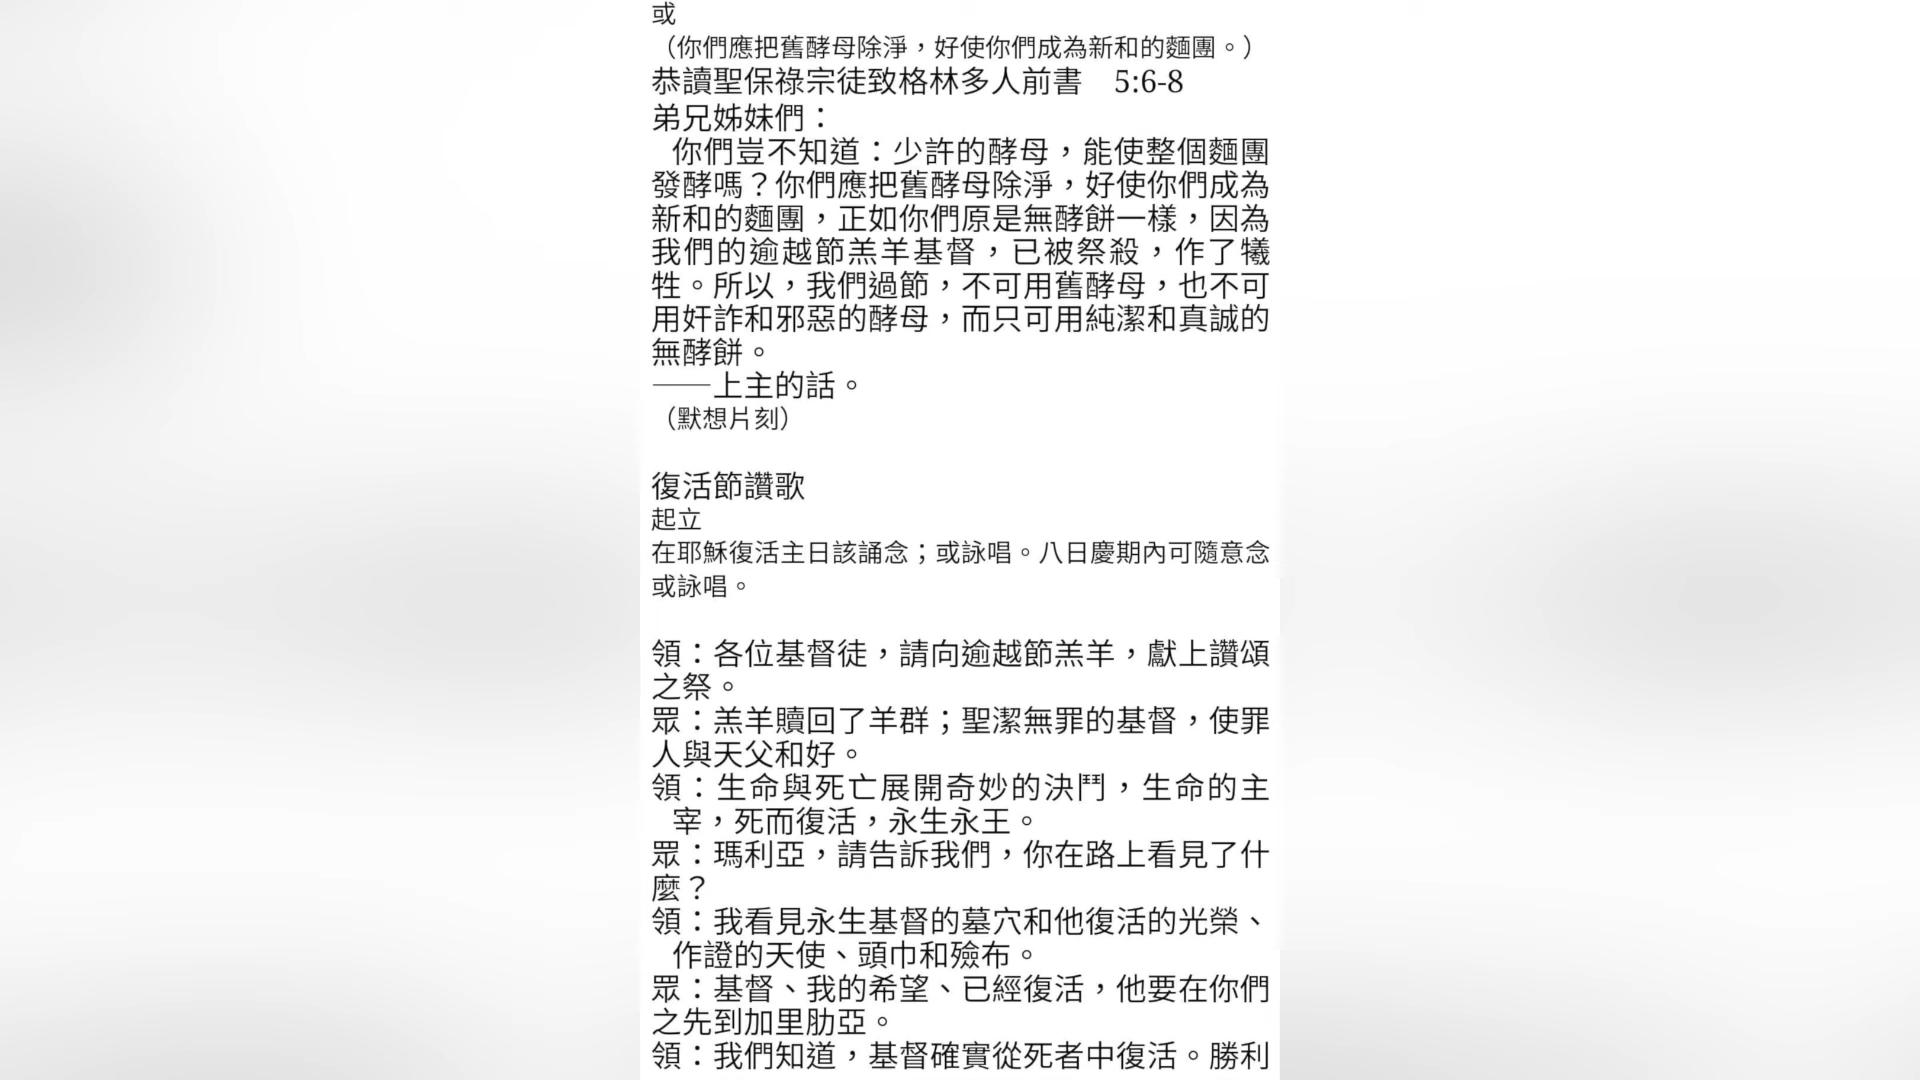 或
（你們應把舊酵母除淨，好使你們成為新和的麵團。）
恭讀聖保祿宗徒致格林多人前書　5:6-8
弟兄姊妹們：
你們豈不知道：少許的酵母，能使整個麵團
發酵嗎？你們應把舊酵母除淨，好使你們成為
新和的麵團，正如你們原是無酵餅一樣，因為
我們的逾越節羔羊基督，已被祭殺，作了犧
牲。所以，我們過節，不可用舊酵母，也不可
用奸詐和邪惡的酵母，而只可用純潔和真誠的
無酵餅。
——上主的話。
（默想片刻）
復活節讚歌
起立
在耶穌復活主日該誦念；或詠唱。八日慶期內可隨意念
或詠唱。
領：各位基督徒，請向逾越節羔羊，獻上讚頌
之祭。
眾：羔羊贖回了羊群；聖潔無罪的基督，使罪
人與天父和好。
領：生命與死亡展開奇妙的決鬥，生命的主
宰，死而復活，永生永王。
眾：瑪利亞，請告訴我們，你在路上看見了什
麼？
領：我看見永生基督的墓穴和他復活的光榮、
作證的天使、頭巾和殮布。
眾：基督、我的希望、已經復活，他要在你們
之先到加里肋亞。
領：我們知道，基督確實從死者中復活。勝利